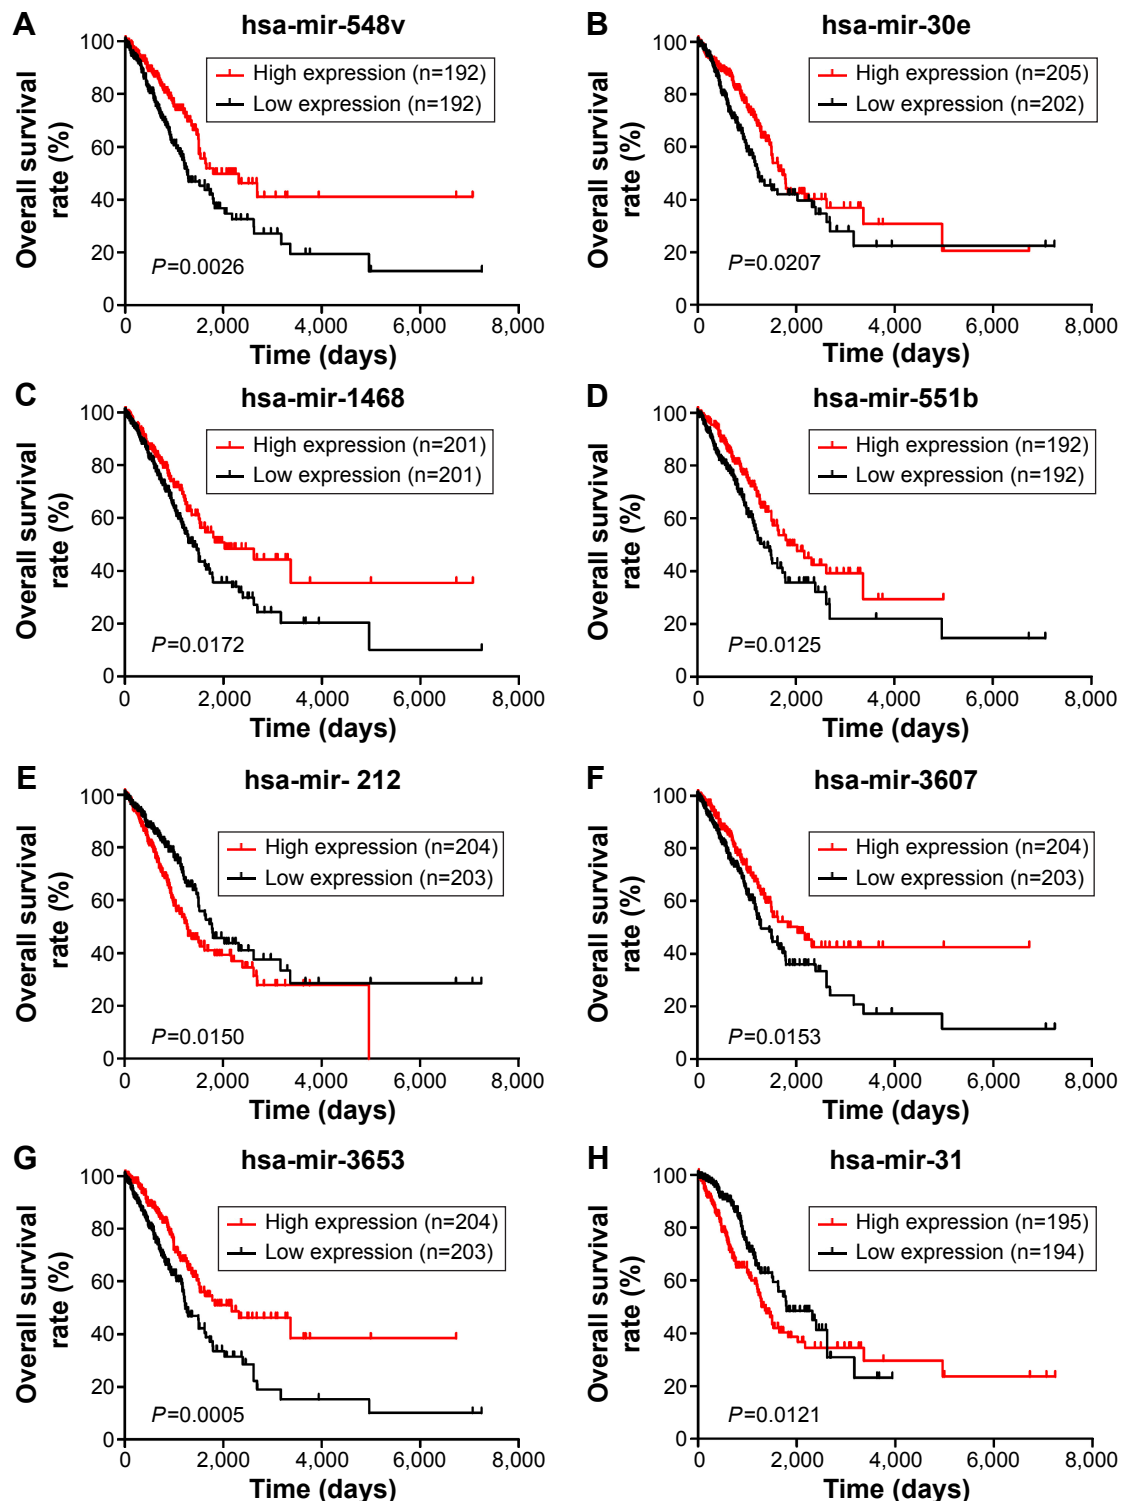 A
hsa-mir-548v
Overall survival
rate (%)
100
80
60
40
20
0
High expression (n=192)
Low expression (n=192)
P=0.0026
0
2,000
4,000
6,000
8,000
Time (days)
B
hsa-mir-30e
Overall survival
rate (%)
100
80
60
40
20
0
High expression (n=205)
Low expression (n=202)
P=0.0207
0
2,000
4,000
6,000
8,000
Time (days)
C
hsa-mir-1468
Overall survival
rate (%)
100
80
60
40
20
0
High expression (n=201)
Low expression (n=201)
P=0.0172
0
2,000
4,000
6,000
8,000
Time (days)
D
hsa-mir-551b
Overall survival
rate (%)
100
80
60
40
20
0
High expression (n=192)
Low expression (n=192)
P=0.0125
0
2,000
4,000
6,000
8,000
Time (days)
E
hsa-mir- 212
Overall survival
rate (%)
100
80
60
40
20
0
High expression (n=204)
Low expression (n=203)
P=0.0150
0
2,000
4,000
6,000
8,000
Time (days)
F
hsa-mir-3607
Overall survival
rate (%)
100
80
60
40
20
0
High expression (n=204)
Low expression (n=203)
P=0.0153
0
2,000
4,000
6,000
8,000
Time (days)
G
hsa-mir-3653
Overall survival
rate (%)
100
80
60
40
20
0
High expression (n=204)
Low expression (n=203)
P=0.0005
0
2,000
4,000
6,000
8,000
Time (days)
H
hsa-mir-31
Overall survival
rate (%)
100
80
60
40
20
0
High expression (n=195)
Low expression (n=194)
P=0.0121
0
2,000
4,000
6,000
8,000
Time (days)